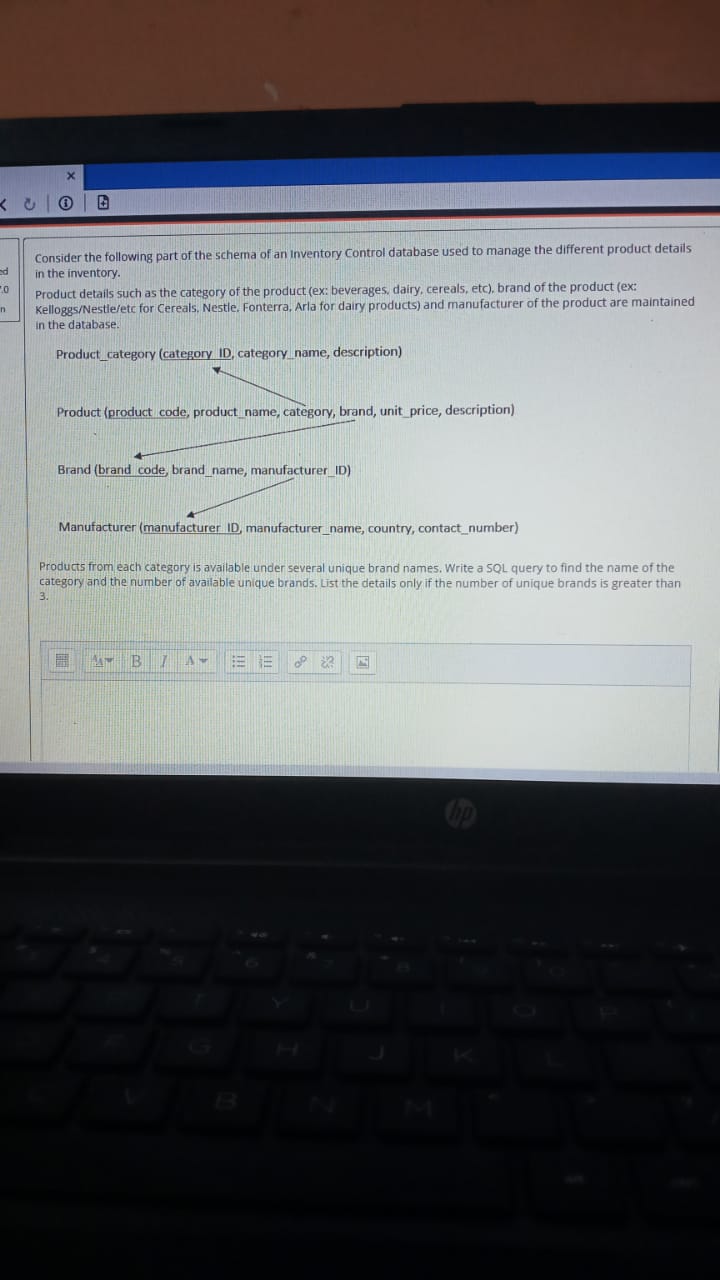 ×
ed
in
Consider the following part of the schema of an Inventory Control database used to manage the different product details
in the inventory.
Product details such as the category of the product (ex: beverages, dairy, cereals, etc), brand of the product (ex:
Kelloggs/Nestle/etc for Cereals, Nestle, Fonterra, Arla for dairy products) and manufacturer of the product are maintained
in the database.
Product_category (category_ID, category_name, description)
Product (product_code, product_name, category, brand, unit_price, description)
Brand (brand_code, brand_name, manufacturer_ID)
Manufacturer (manufacturer_ID, manufacturer_name, country, contact_number)
Products from each category is available under several unique brand names. Write a SQL query to find the name of the
category and the number of available unique brands. List the details only if the number of unique brands is greater than
3.
B I A
hp
6
T Y U I O P
G H J K L
V B N M